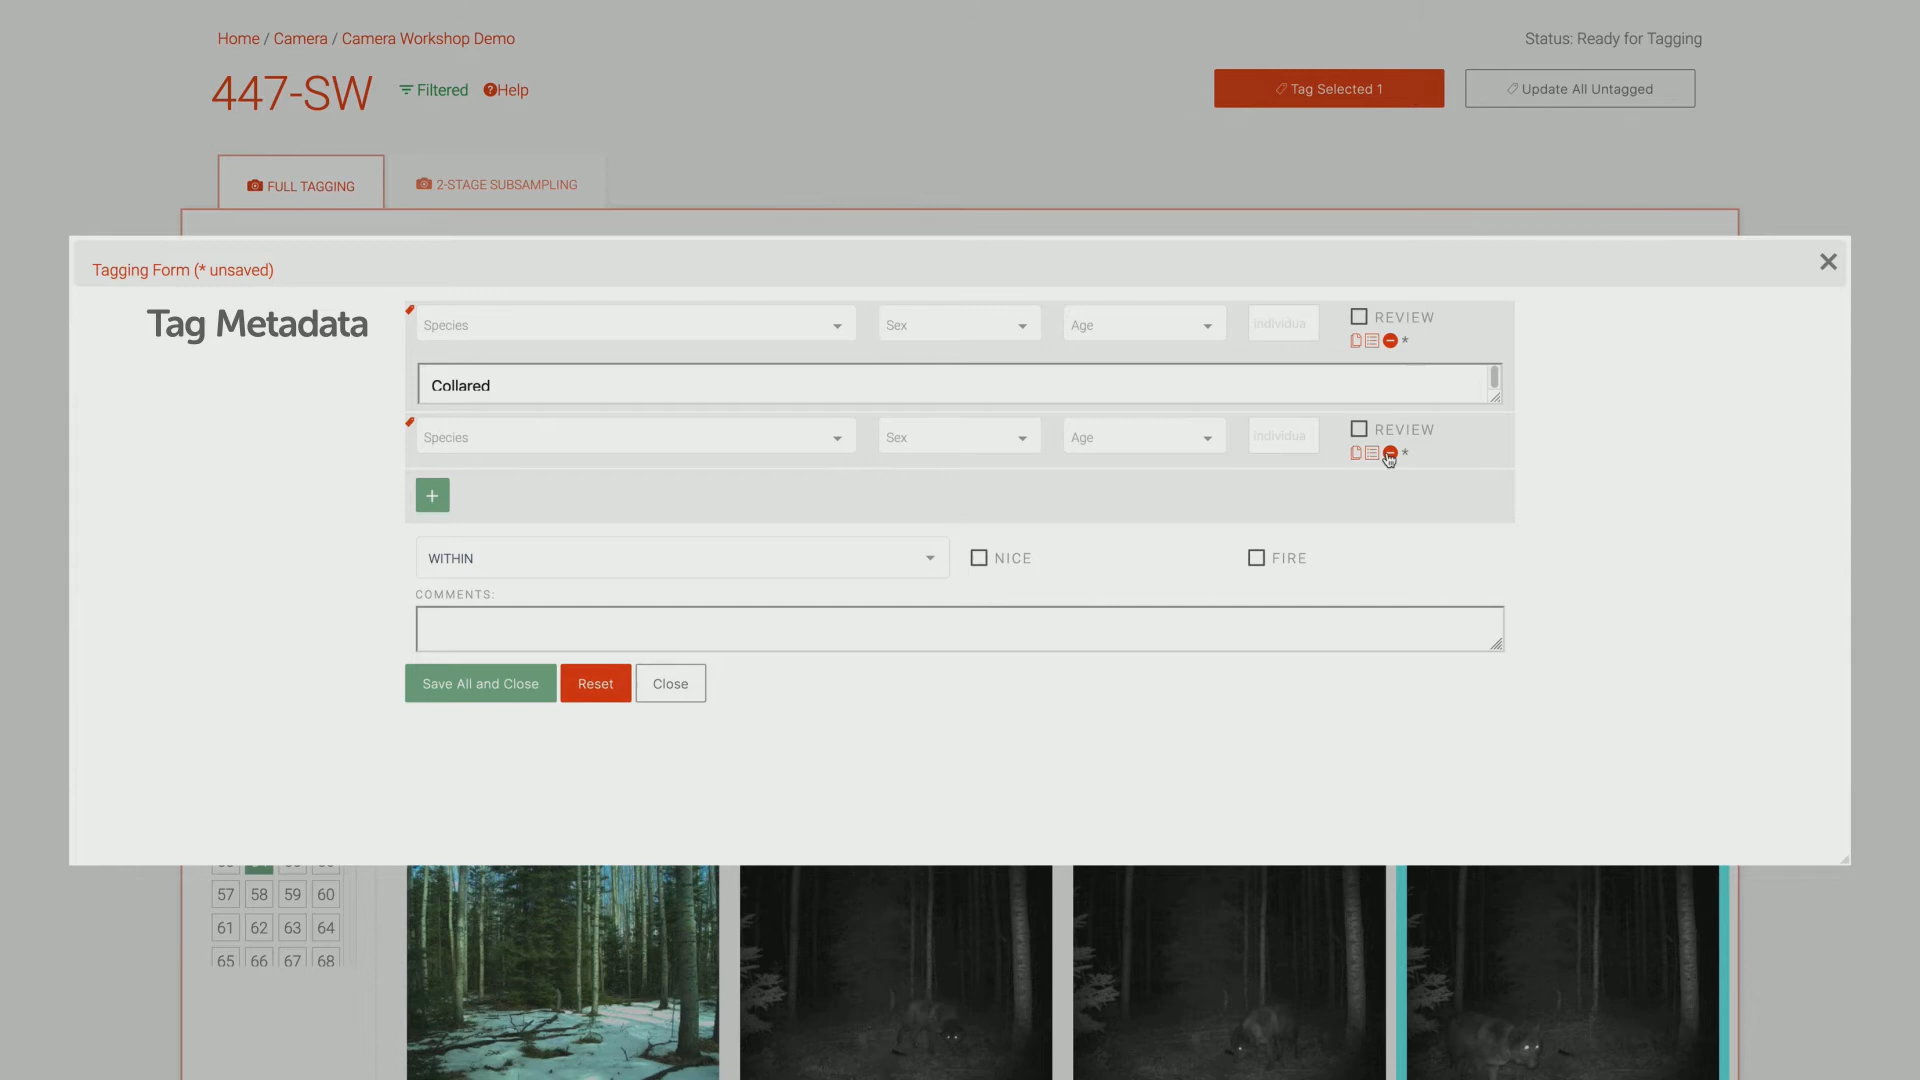 Home / Camera / Camera Workshop Demo
Status: Ready for Tagging
447-SW
Filtered
Help
Tag Selected 1
Update All Untagged
FULL TAGGING
2-STAGE SUBSAMPLING
Tagging Form (* unsaved)
Tag Metadata
Species
Sex
Age
Individua
REVIEW
*
Collared
Species
Sex
Age
Individua
REVIEW
*
+
WITHIN
NICE
FIRE
COMMENTS:
Save All and Close
Reset
Close
57 58 59 60
61 62 63 64
65 66 67 68